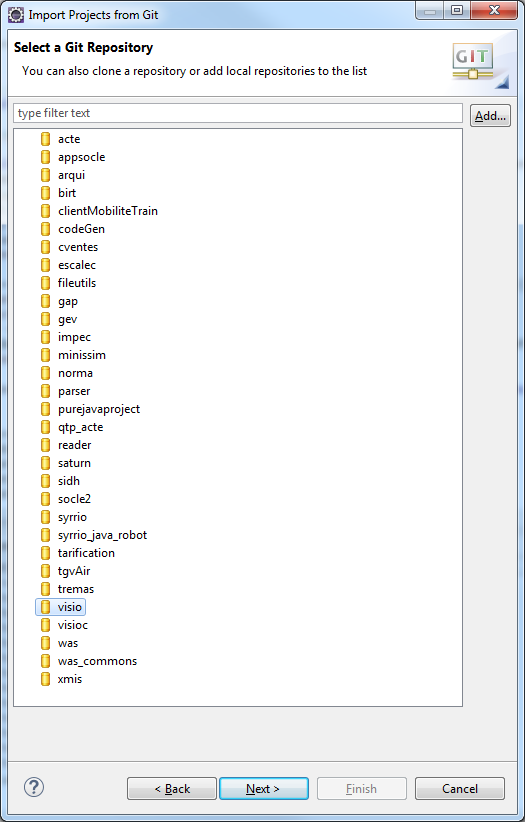 Import Projects from Git
Select a Git Repository
You can also clone a repository or add local repositories to the list
GIT
type filter text
Add...
acte
appsocle
arqui
birt
clientMobiliteTrain
codeGen
cventes
escalec
fileutils
gap
gev
impec
minissim
norma
parser
purejavaproject
qtp_acte
reader
saturn
sidh
socle2
syrrio
syrrio_java_robot
tarification
tgvAir
tremas
visio
visioc
was
was_commons
xmis
?
< Back
Next >
Finish
Cancel